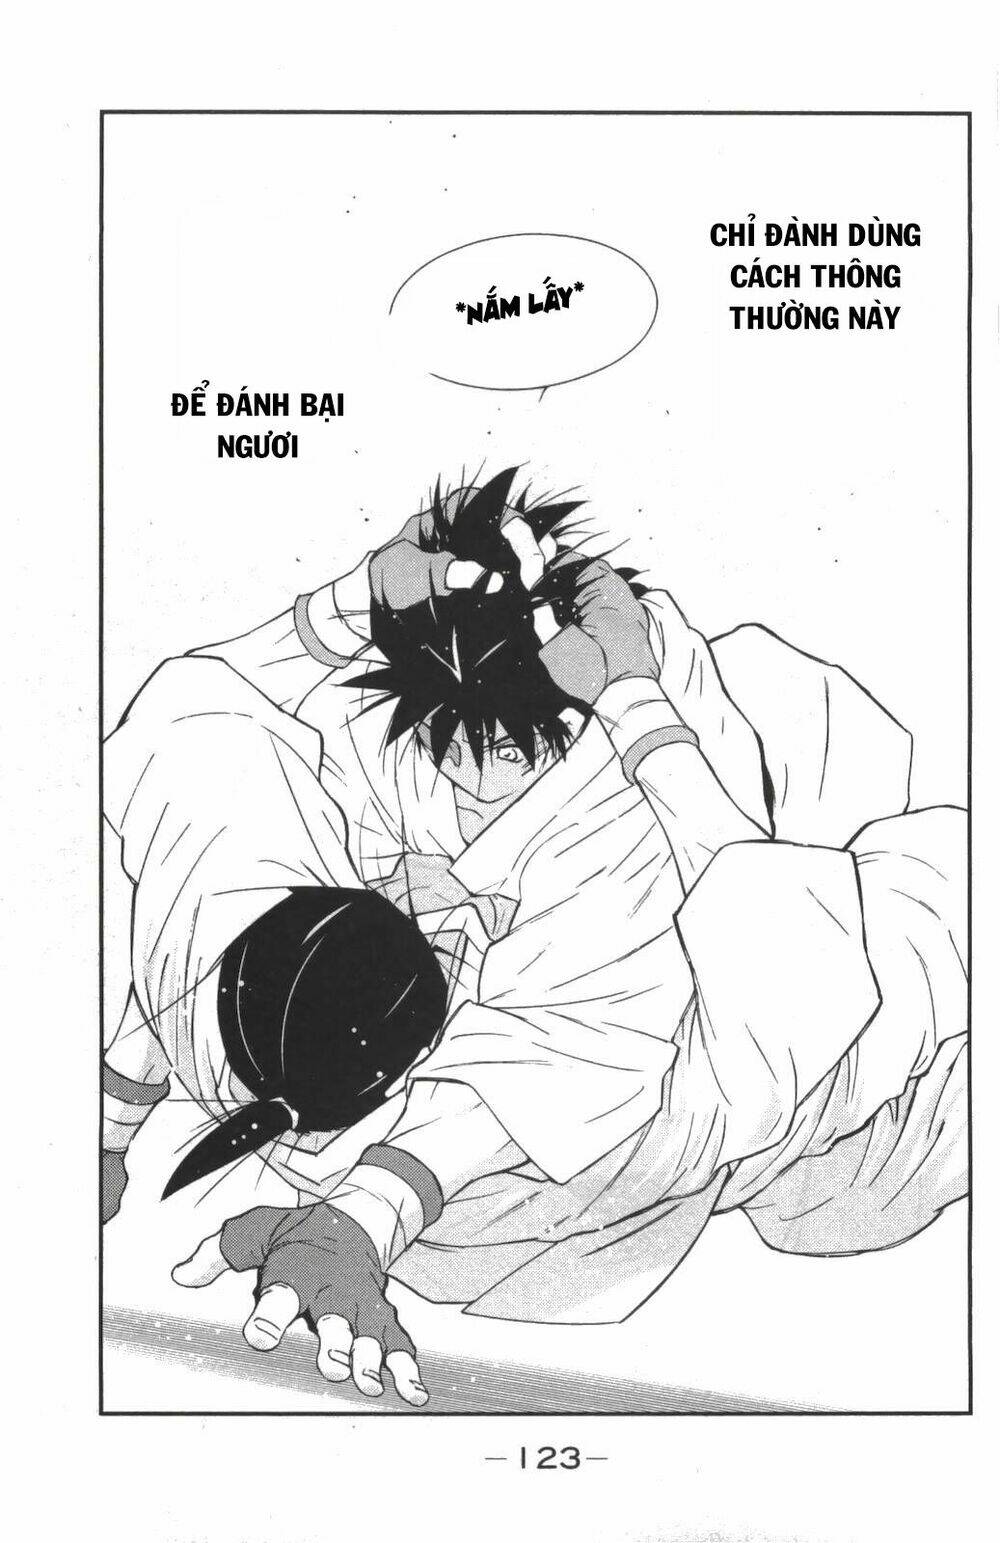 CHỈ ĐÀNH DÙNG
CÁCH THÔNG
THƯỜNG NÀY
*NẮM LẤY*
ĐỂ ĐÁNH BẠI
NGƯƠI
-123-